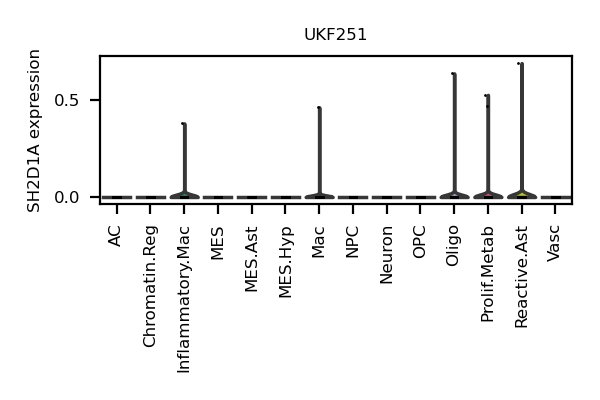 UKF251
SH2D1A expression
0.5
0.0
AC
Chromatin.Reg
Inflammatory.Mac
MES
MES.Ast
MES.Hyp
Mac
NPC
Neuron
OPC
Oligo
Prolif.Metab
Reactive.Ast
Vasc